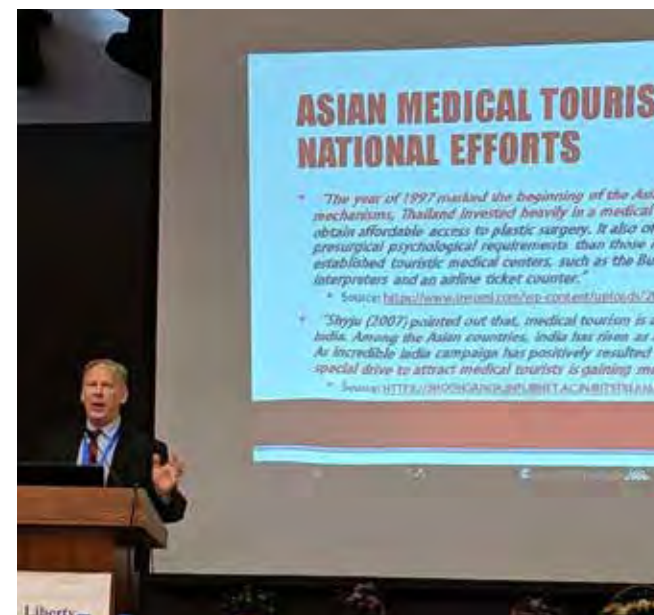 ASIAN MEDICAL TOURIS
NATIONAL EFFORTS
• "The year of 1997 marked the beginning of the Asi
mechanisms, Thailand invested heavily in a medical
obtain affordable access to plastic surgery. It also of
presurgical psychological requirements than those
established touristic medical centers, such as the Bu
interpreters and an airline ticket counter."
• Source: https://www.
• "Shyju (2007) pointed out that, medical tourism is a
India. Among the Asian countries, india has risen as
As incredible india campaign has positively resulted
special drive to attract medical tourists is gaining
• Source:
Liberty